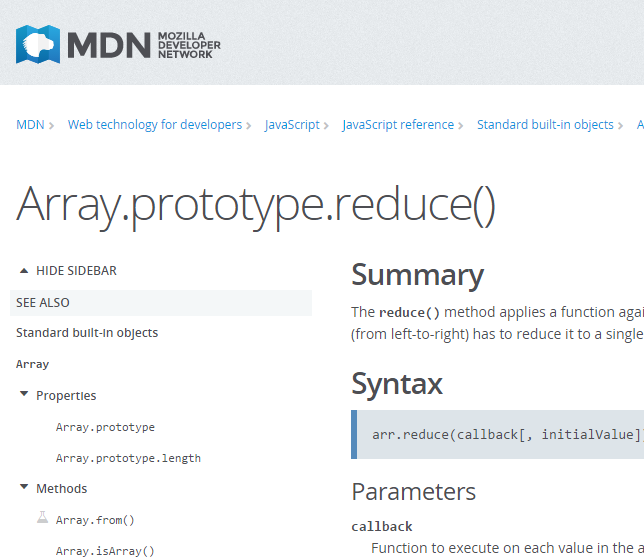 MDN MOZILLA
DEVELOPER
NETWORK
MDN Web technology for developers JavaScript JavaScript reference Standard built-in objects A
Array.prototype.reduce()
HIDE SIDEBAR
SEE ALSO
Standard built-in objects
Array
Properties
Array.prototype
Array.prototype.length
Methods
Array.from()
Array.isArray()
Summary
The reduce() method applies a function agai
(from left-to-right) has to reduce it to a single
Syntax
arr.reduce(callback[, initialValue])
Parameters
callback
Function to execute on each value in the a